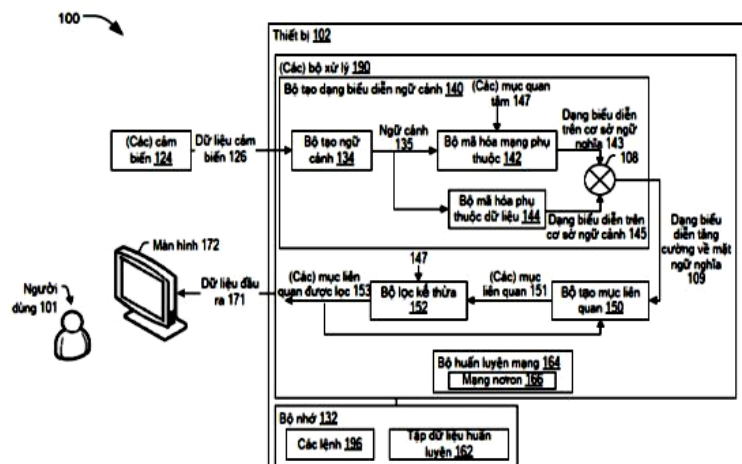 100
Thiết bị 102
(Các) bộ xử lý 190
Bộ tạo dạng biểu diễn ngữ cảnh 140
(Các) mục quan
tâm 147
Dạng biểu diễn
trên cơ sở ngữ
nghĩa 143
108
(Các) cảm
biến 124
Dữ liệu cảm
biến 126
Bộ tạo ngữ
cảnh 134
Ngữ cảnh
135
Bộ mã hóa mạng phụ
thuộc 142
Bộ mã hóa phụ
thuộc dữ liệu 144
Dạng biểu diễn trên
cơ sở ngữ cảnh 145
Dạng biểu
diễn tăng
cường về mặt
ngữ nghĩa
109
Màn hình 172
Người
dùng 101
Dữ liệu đầu
ra 171
(Các) mục liên
quan được lọc 153
147
Bộ lọc kế thừa
152
(Các) mục
liên quan 151
Bộ tạo mục liên
quan 150
Bộ huấn luyện mạng 164
Mạng nơron 166
Bộ nhớ 132
Các lệnh 196
Tập dữ liệu huấn
luyện 162